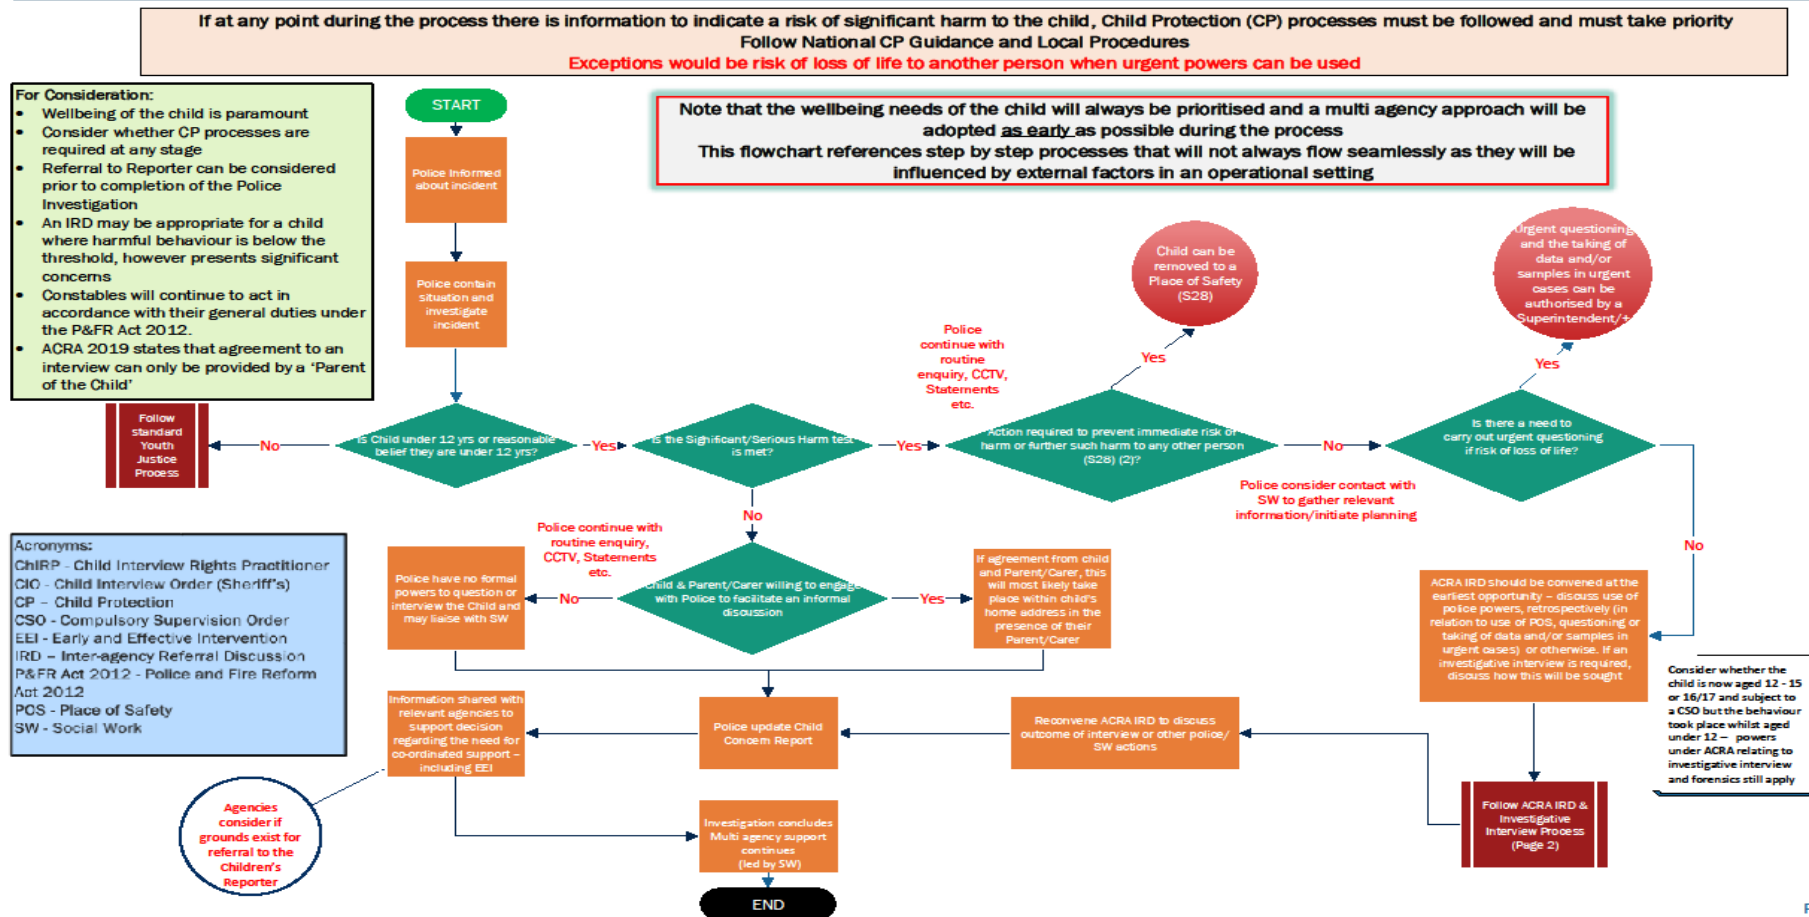 If at any point during the process there is information to indicate a risk of significant harm to the child, Child Protection (CP) processes must be followed and must take priority
Follow National CP Guidance and Local Procedures
Exceptions would be risk of loss of life to another person when urgent powers can be used
For Consideration:
• Wellbeing of the child is paramount
• Consider whether CP processes are
required at any stage
• Referral to Reporter can be considered
prior to completion of the Police
Investigation
• An IRD may be appropriate for a child
where harmful behaviour is below the
threshold, however presents significant
concerns
• Constables will continue to act in
accordance with their general duties under
the P&FR Act 2012.
• ACRA 2019 states that agreement to an
interview can only be provided by a 'Parent
of the Child'
START
Note that the wellbeing needs of the child will always be prioritised and a multi agency approach will be
adopted as early as possible during the process
This flowchart references step by step processes that will not always flow seamlessly as they will be
influenced by external factors in an operational setting
Police Informed
about incident
Police contain
situation and
investigate
incident
Child can be
removed to a
Place of Safety
(S28)
Urgent questioning
and the taking of
data and/or
samples in urgent
cases can be
authorised by a
Superintendent/+
Police
continue with
routine
enquiry, CCTV,
Statements
etc.
Yes
Yes
Follow
standard
Youth
Justice
Process
No
Is Child under 12 yrs or reasonable
belief they are under 12 yrs?
Yes
Is the Significant/Serious Harm test
is met?
Yes
Action required to prevent immediate risk of
harm or further such harm to any other person
(S28) (2)?
No
Is there a need to
carry out urgent questioning
if risk of loss of life?
Police consider contact with
SW to gather relevant
information/initiate planning
No
No
Police continue with
routine enquiry,
CCTV, Statements
etc.
Acronyms:
ChIRP - Child Interview Rights Practitioner
CIO - Child Interview Order (Sheriff's)
CP – Child Protection
CSO - Compulsory Supervision Order
EEI - Early and Effective Intervention
IRD – Inter-agency Referral Discussion
P&FR Act 2012 - Police and Fire Reform
Act 2012
POS - Place of Safety
SW - Social Work
Police have no formal
powers to question or
interview the Child and
may liaise with SW
No
Child & Parent/Carer willing to engage
with Police to facilitate an informal
discussion
Yes
If agreement from child
and Parent/Carer, this
will most likely take
place within child's
home address in the
presence of their
Parent/Carer
ACRA IRD should be convened at the
earliest opportunity – discuss use of
police powers, retrospectively (in
relation to use of POS, questioning or
taking of data and/or samples in
urgent cases) or otherwise. If an
investigative interview is required,
discuss how this will be sought
Consider whether the
child is now aged 12 - 15
or 16/17 and subject to
a CSO but the behaviour
took place whilst aged
under 12 – powers
under ACRA relating to
investigative interview
and forensics still apply
Information shared with
relevant agencies to
support decision
regarding the need for
co-ordinated support –
including EEI
Police update Child
Concern Report
Reconvene ACRA IRD to discuss
outcome of interview or other police/
SW actions
Follow ACRA IRD &
Investigative
Interview Process
(Page 2)
Agencies
consider if
grounds exist for
referral to the
Children's
Reporter
Investigation concludes
Multi agency support
continues
(led by SW)
END